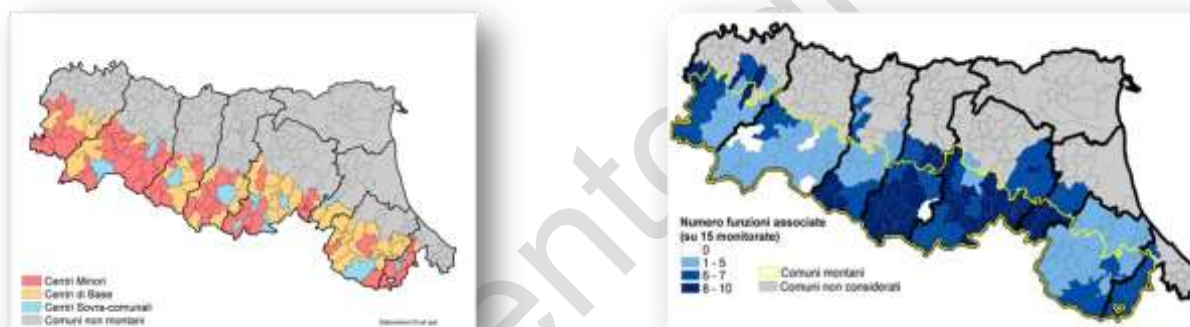 Centri Minori
Centri di Base
Centri Sovra-comunali
Comuni non montani
Numero funzioni associate
(su 15 monitorate)
0
1 - 5
6 - 7
8 - 10
Comuni montani
Comuni non considerati